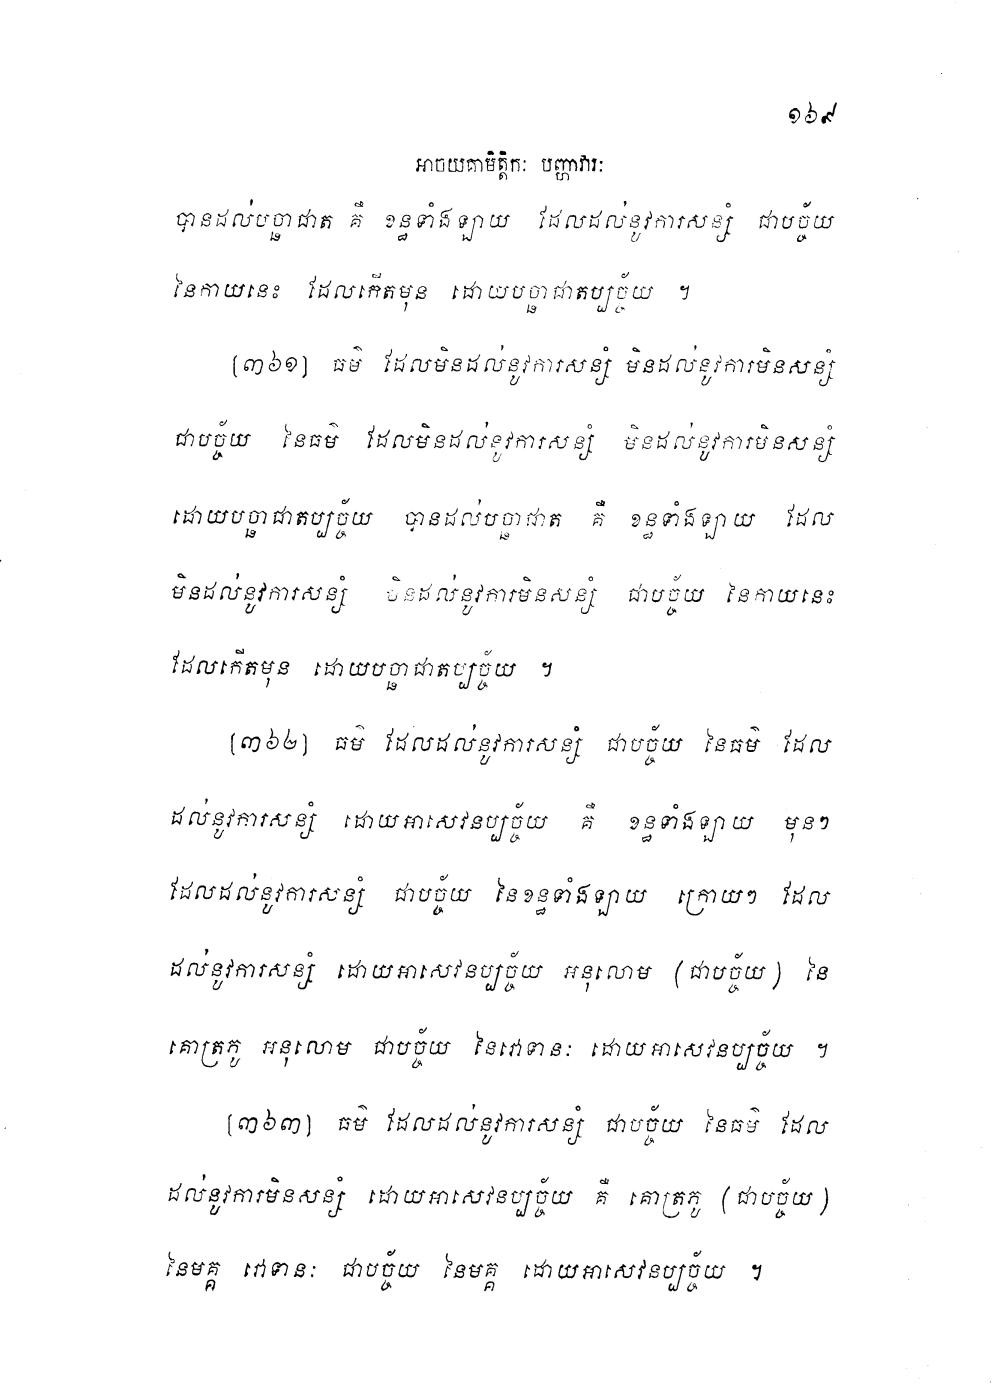 ១៦៩
អាចយគាមិត្តិកៈ បញ្ហាវារៈ
បានដល់បច្ឆាជាត គឺ ខន្ធទាំងឡាយ ដែលដល់នូវការសន្សំ ជាបច្ច័យ
នៃកាយនេះ ដែលកើតមុន ដោយបច្ឆាជាតប្បច្ច័យ ។
[៣៦១] ធម៌ ដែលមិនដល់នូវការសន្សំ មិនដល់នូវការមិនសន្សំ
ជាបច្ច័យ នៃធម៌ ដែលមិនដល់នូវការសន្សំ មិនដល់នូវការមិនសន្សំ
ដោយបច្ឆាជាតប្បច្ច័យ បានដល់បច្ឆាជាត គឺ ខន្ធទាំងឡាយ ដែល
មិនដល់នូវការសន្សំ មិនដល់នូវការមិនសន្សំ ជាបច្ច័យ នៃកាយនេះ
ដែលកើតមុន ដោយបច្ឆាជាតប្បច្ច័យ ។
[៣៦២] ធម៌ ដែលដល់នូវការសន្សំ ជាបច្ច័យ នៃធម៌ ដែល
ដល់នូវការសន្សំ ដោយអាសេវនប្បច្ច័យ គឺ ខន្ធទាំងឡាយ មុនៗ
ដែលដល់នូវការសន្សំ ជាបច្ច័យ នៃខន្ធទាំងឡាយ ក្រោយៗ ដែល
ដល់នូវការសន្សំ ដោយអាសេវនប្បច្ច័យ អនុលោម (ជាបច្ច័យ) នៃ
គោត្រភូ អនុលោម ជាបច្ច័យ នៃវោទានៈ ដោយអាសេវនប្បច្ច័យ ។
[៣៦៣] ធម៌ ដែលដល់នូវការសន្សំ ជាបច្ច័យ នៃធម៌ ដែល
ដល់នូវការមិនសន្សំ ដោយអាសេវនប្បច្ច័យ គឺ គោត្រភូ (ជាបច្ច័យ)
នៃមគ្គ វោទានៈ ជាបច្ច័យ នៃមគ្គ ដោយអាសេវនប្បច្ច័យ ។